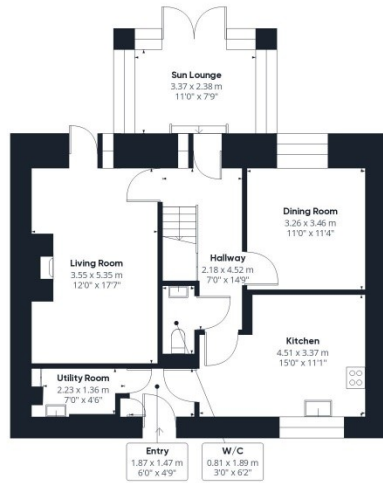 Sun Lounge
3.37 x 2.38 m
11'0" x 7'9"
Living Room
3.55 x 5.35 m
12'0" x 17'7"
Hallway
2.18 x 4.52 m
7'0" x 14'9"
Dining Room
3.26 x 3.46 m
11'0" x 11'4"
Kitchen
4.51 x 3.37 m
15'0" x 11'1"
Utility Room
2.23 x 1.36 m
7'0" x 4'6"
Entry
1.87 x 1.47 m
6'0" x 4'9"
W/C
0.81 x 1.89 m
3'0" x 6'2"